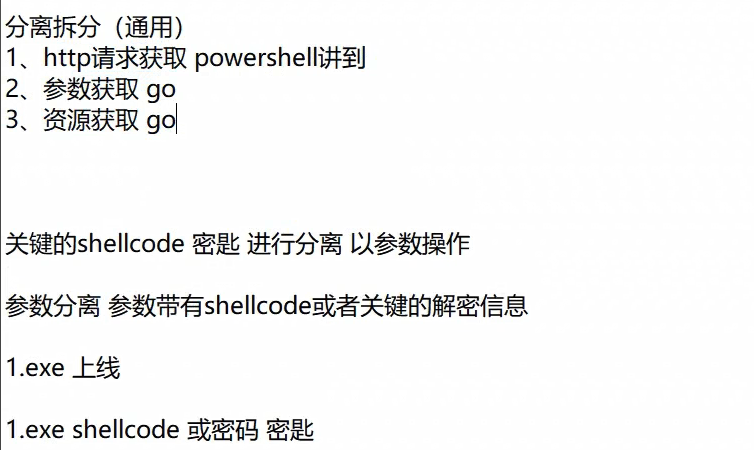 分离拆分（通用）
1、http请求获取 powershell讲到
2、参数获取 go
3、资源获取 go
关键的shellcode 密匙 进行分离 以参数操作
参数分离 参数带有shellcode或者关键的解密信息
1.exe 上线
1.exe shellcode 或密码 密匙